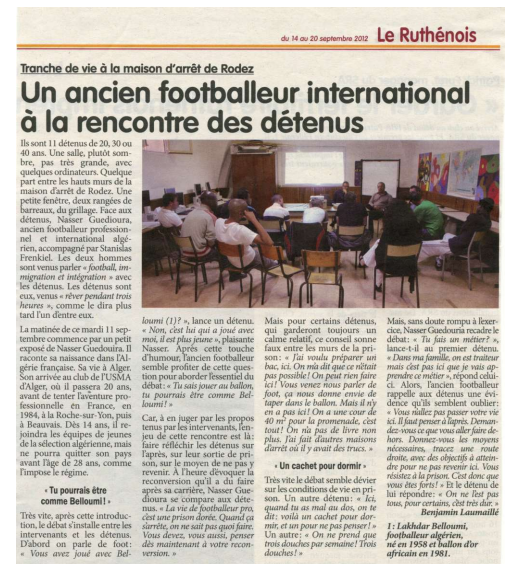 du 14 au 20 septembre 2012 Le Ruthénois
Tranche de vie à la maison d'arrêt de Rodez
Un ancien footballeur international
à la rencontre des détenus
Ils sont 11 détenus de 20, 30 ou
40 ans. Une salle, plutôt som-
bre, pas très grande, avec
quelques ordinateurs. Quelque
part entre les hauts murs de la
maison d'arrêt de Rodez. Une
petite fenêtre, deux rangées de
barreaux, du grillage. Face aux
détenus, Nasser Guedioura,
ancien footballeur profession-
nel et international algé-
rien, accompagné par Stanislas
Frenkiel. Les deux hommes
sont venus parler « football, im-
migration et intégration » avec
les détenus. Les détenus sont
eux, venus « rêver pendant trois
heures », comme le dira plus
tard l'un d'entre eux.
La matinée de ce mardi 11 sep-
tembre commence par un petit
exposé de Nasser Guedouira. Il
raconte sa naissance dans l'Al-
gérie française. Sa vie à Alger.
Son arrivée au club de l'USMA
d'Alger, où il passera 20 ans,
avant de tenter l'aventure pro-
fessionnelle en France, en
1984, à la Roche-sur-Yon, puis
à Beauvais. Dès 14 ans, il re-
joindra les équipes de jeunes
de la sélection algérienne, mais
ne pourra quitter son pays
avant l'âge de 28 ans, comme
l'impose le régime.
« Tu pourrais être
comme Belloumi ! »
Très vite, après cette introduc-
tion, le débat s'installe entre les
intervenants et les détenus.
D'abord on parle de foot :
« Vous avez joué avec Bel-
loumi (1)? », lance un détenu.
« Non, c'est lui qui a joué avec
moi, il est plus jeune », plaisante
Nasser. Après cette touche
d'humour, l'ancien footballeur
semble profiter de cette ques-
tion pour aborder l'essentiel du
débat : « Tu sais jouer au ballon,
tu pourrais être comme Bel-
loumi ! »
Car, à en juger par les propos
tenus par les intervenants, l'en-
jeu de cette rencontre est là :
faire réfléchir les détenus sur
l'après, sur leur sortie de pri-
son, sur le moyen de ne pas y
revenir. A l'heure d'évoquer la
reconversion qu'il a du faire
après sa carrière, Nasser Gue-
dioura se compare aux déte-
nus. « La vie de footballeur pro,
c'est une prison dorée. Quand ça
s'arrête, on ne sait pas quoi faire.
Vous devez, vous aussi, penser
dès maintenant à votre recon-
version. »
Mais pour certains détenus,
qui garderont toujours un
calme relatif, ce conseil sonne
faux entre les murs de la pri-
son : « J'ai voulu préparer un
bac, ici. On m'a dit que ce n'était
pas possible ! On peut rien faire
ici ! Vous venez nous parler de
foot, ça nous donne envie de
taper dans le ballon. Mais il n'y
en a pas ici ! On a une cour de
40 m² pour la promenade, c'est
tout ! On n'a pas de livre non
plus. J'ai fait d'autres maisons
d'arrêt où il y avait des trucs. »
« Un cachet pour dormir »
Très vite le débat semble dévier
sur les conditions de vie en pri-
son. Un autre détenu : « Ici,
quand tu as mal au dos, on te
dit : voilà un cachet pour dor-
mir, et un pour ne pas penser ! »
Un autre : « On ne prend que
trois douches par semaine ! Trois
douches ! »
Mais, sans doute rompu à l'exer-
cice, Nasser Guedouria recadre le
débat : « Tu fais un métier ? »,
lance-t-il au premier détenu.
« Dans ma famille, on est traiteur
mais c'est pas ici que je vais ap-
prendre ce métier », répond celui-
ci. Alors, l'ancien footballeur
rappelle aux détenus une évi-
dence qu'ils semblent oublier :
« Vous n'allez pas passer votre vie
ici. Il faut penser à l'après. Deman-
dez-vous ce que vous allez faire de-
hors. Donnez-vous les moyens
nécessaires, tracez une route
droite, avec des objectifs à attein-
dre pour ne pas revenir ici. Vous
résistez à la prison. C'est donc que
vous êtes forts ! » Et le détenu de
lui répondre : « On ne l'est pas
tous, pour certains, c'est très dur. »
Benjamin Laumaillé
1 : Lakhdar Belloumi,
footballeur algérien,
né en 1958 et ballon d'or
africain en 1981.